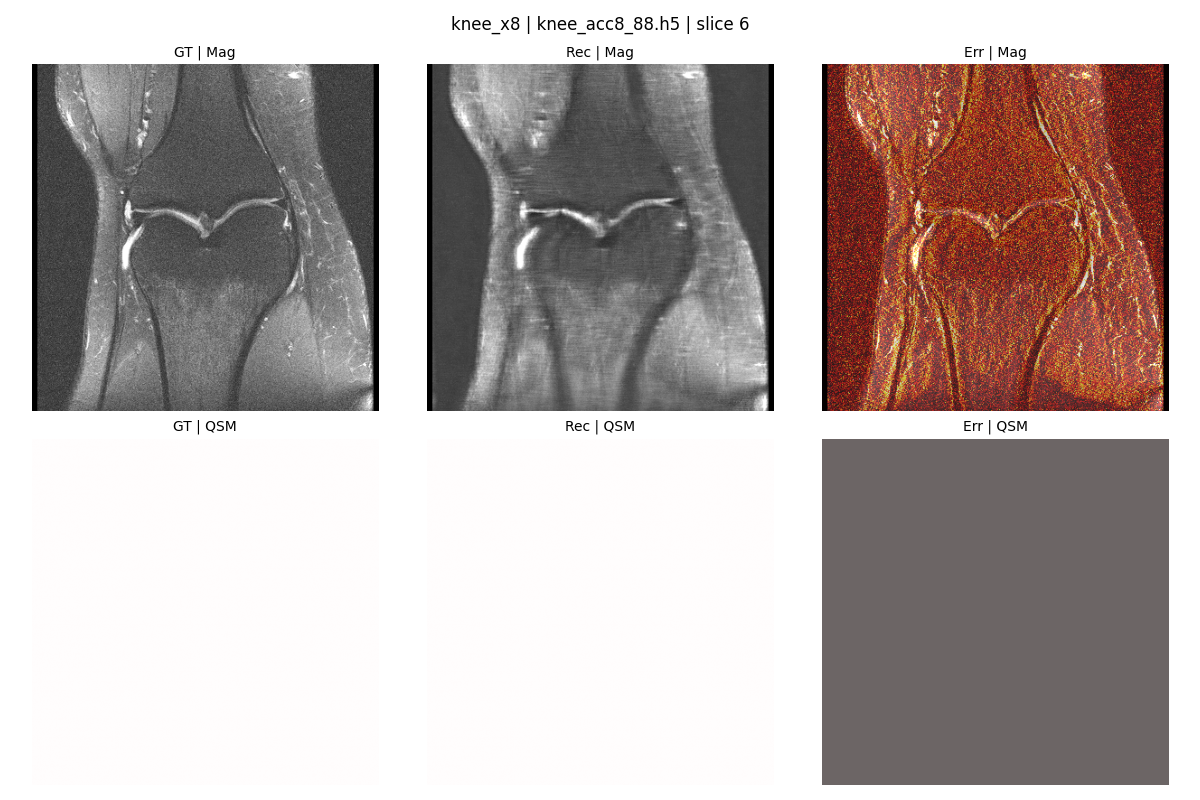 knee_x8 | knee_acc8_88.h5 | slice 6
GT | Mag
Rec | Mag
Err | Mag
GT | QSM
Rec | QSM
Err | QSM